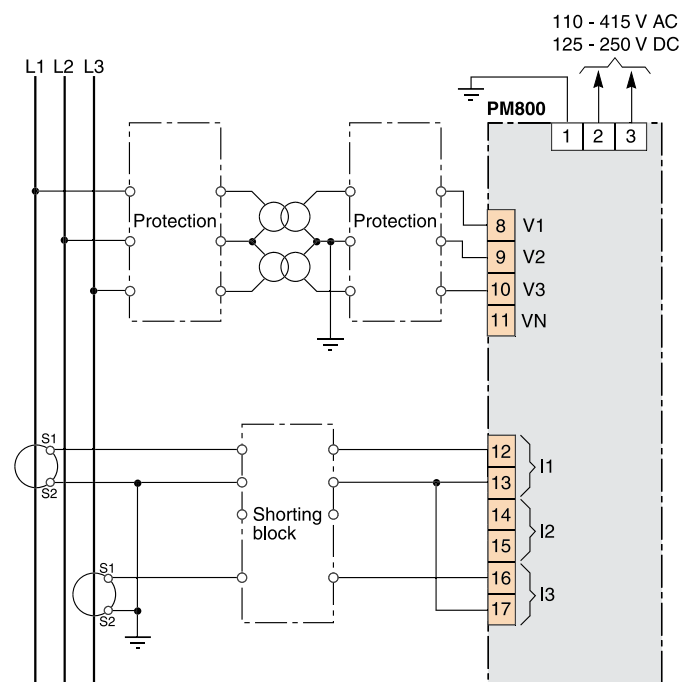 110 - 415 V AC
125 - 250 V DC
L1 L2 L3
PM800
1 2 3
Protection
Protection
8 V1
9 V2
10 V3
11 VN
S1
S2
12
13
I1
Shorting
block
14
15
I2
S1
S2
16
17
I3